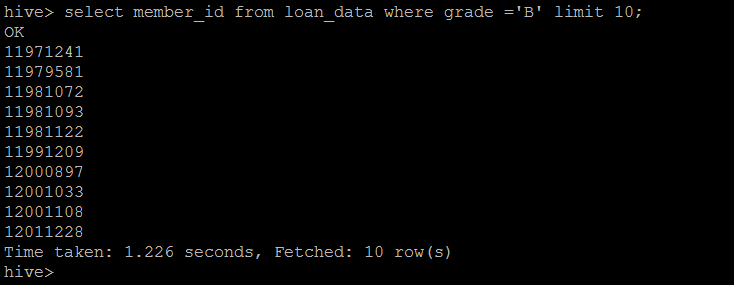 hive> select member_id from loan_data where grade ='B' limit 10;
OK
11971241
11979581
11981072
11981093
11981122
11991209
12000897
12001033
12001108
12011228
Time taken: 1.226 seconds, Fetched: 10 row(s)
hive>